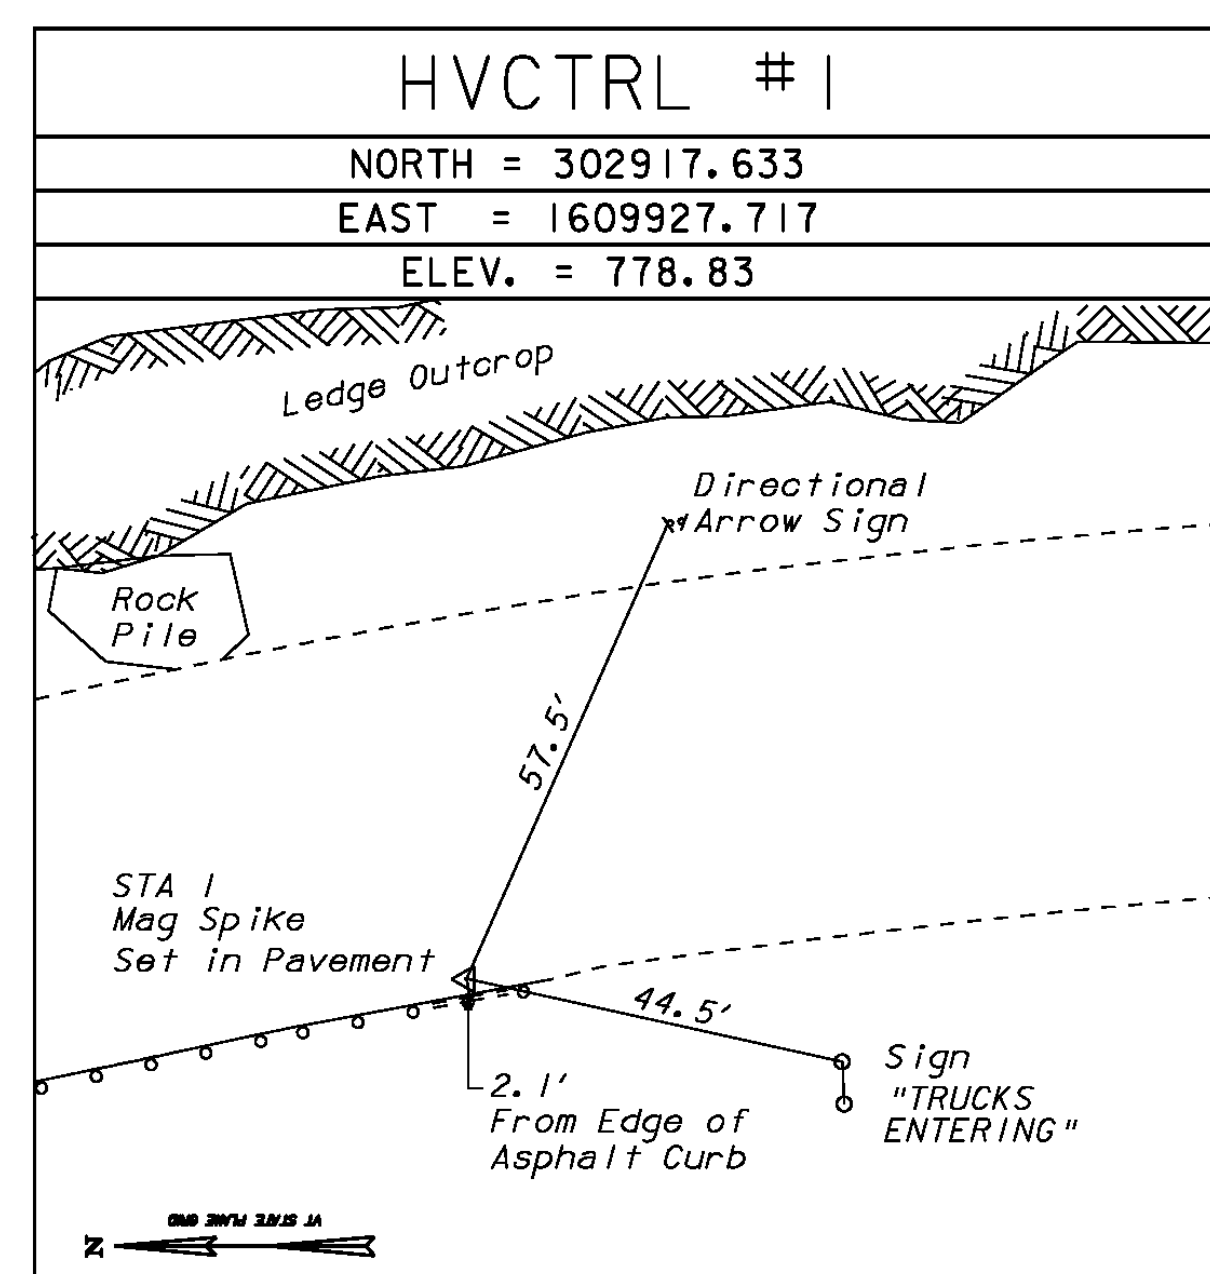 HVCTRL #1
NORTH = 302917.633
EAST = 1609927.717
ELEV. = 778.83
Ledge Outcrop
Directional
Arrow Sign
Rock
Pile
57.5'
STA 1
Mag Spike
Set in Pavement
44.5'
Sign
"TRUCKS
ENTERING"
2.1'
From Edge of
Asphalt Curb
VT STATE PLANE GRID
N